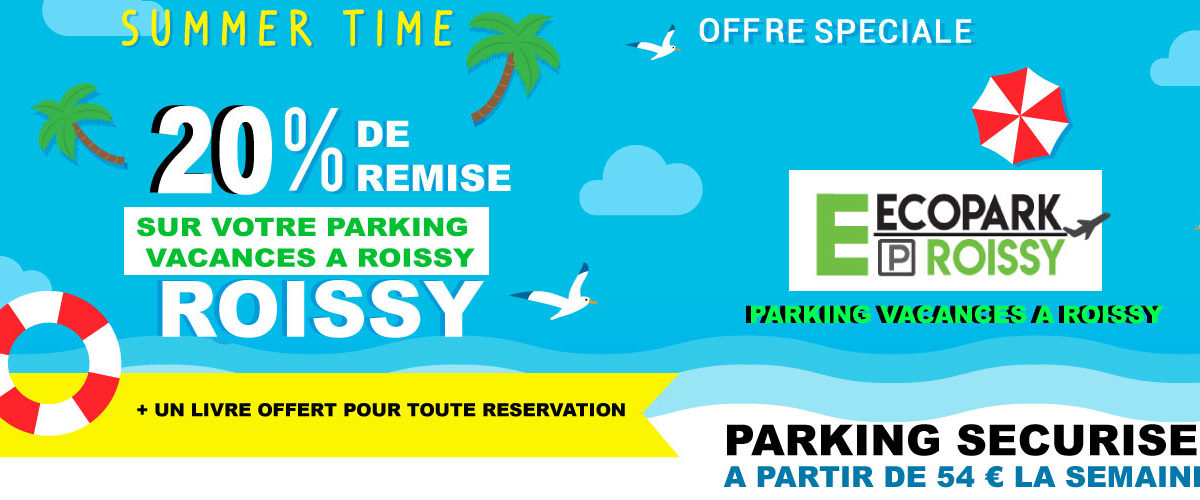 SUMMER TIME
OFFRE SPECIALE
20% DE
REMISE
SUR VOTRE PARKING
VACANCES A ROISSY
ROISSY
E ECOPARK
P ROISSY
PARKING VACANCES A ROISSY
+ UN LIVRE OFFERT POUR TOUTE RESERVATION
PARKING SECURISE
A PARTIR DE 54 € LA SEMAIN